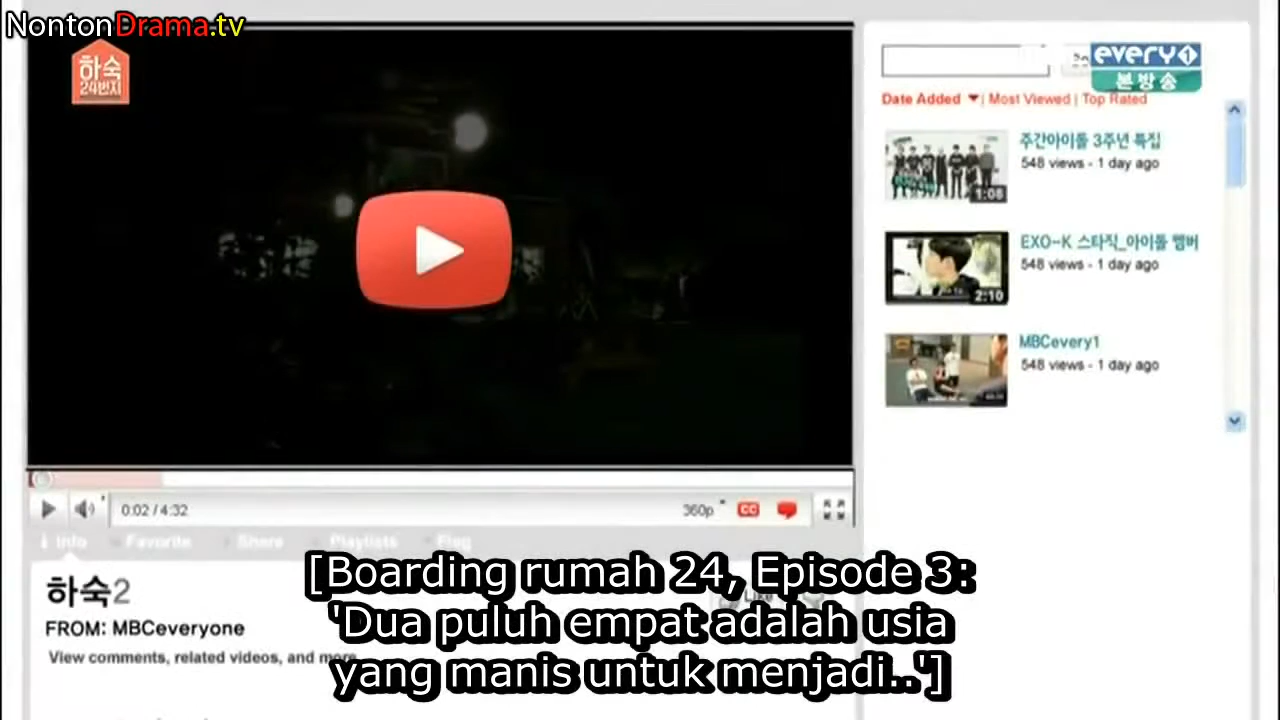 NontonDrama.tv
하숙
24번지
every1
본방송
Date Added | Most Viewed | Top Rated
주간아이돌 3주년 특집
548 views - 1 day ago
1:08
EXO-K 스타직_아이돌 맴버
548 views - 1 day ago
2:10
MBCevery1
548 views - 1 day ago
0:02 / 4:32
360p
CC
Info Favorite Share Playlists Flag
하숙2
FROM: MBCeveryone
View comments, related videos, and more
Like
[Boarding rumah 24, Episode 3:
'Dua puluh empat adalah usia
yang manis untuk menjadi..']